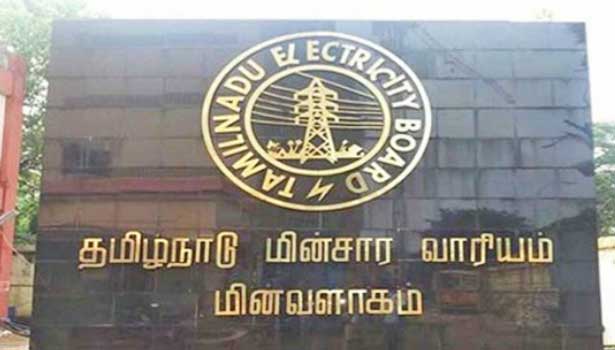 TAMILNADU ELECTRICITY BOARD
தமிழ்நாடு மின்சார வாரியம்
மின்வளாகம்